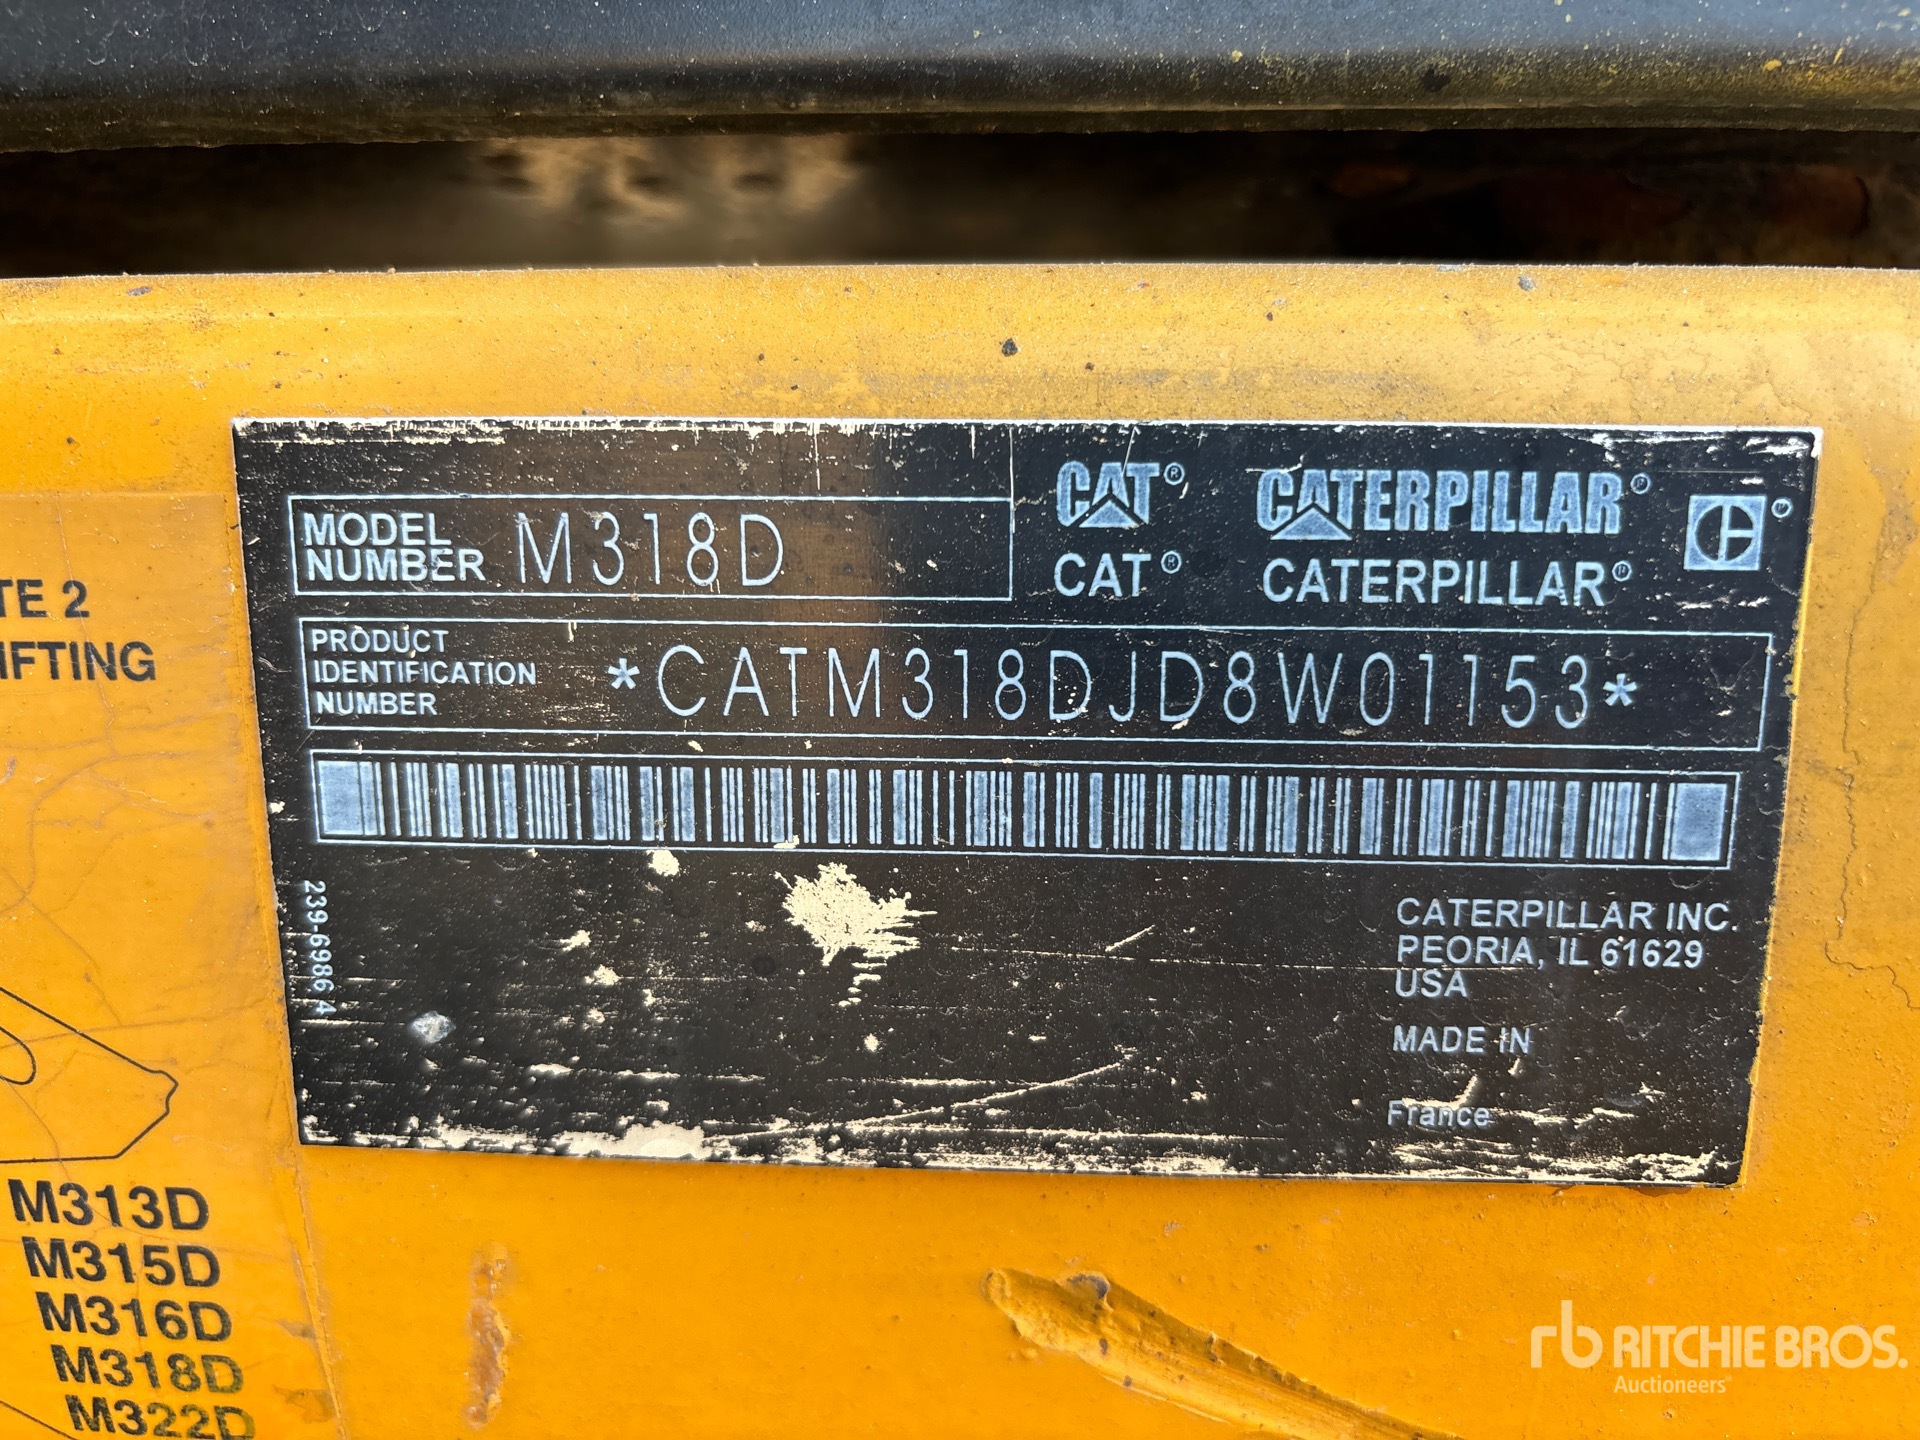 TE 2
IFTING
MODEL
NUMBER M318D
CAT® CATERPILLAR®
CAT® CATERPILLAR®
PRODUCT
IDENTIFICATION
NUMBER
*CATM318DJD8W01153*
239-6986 4
CATERPILLAR INC.
PEORIA, IL 61629
USA
MADE IN
France
M313D
M315D
M316D
M318D
M322D
rb RITCHIE BROS.
Auctioneers